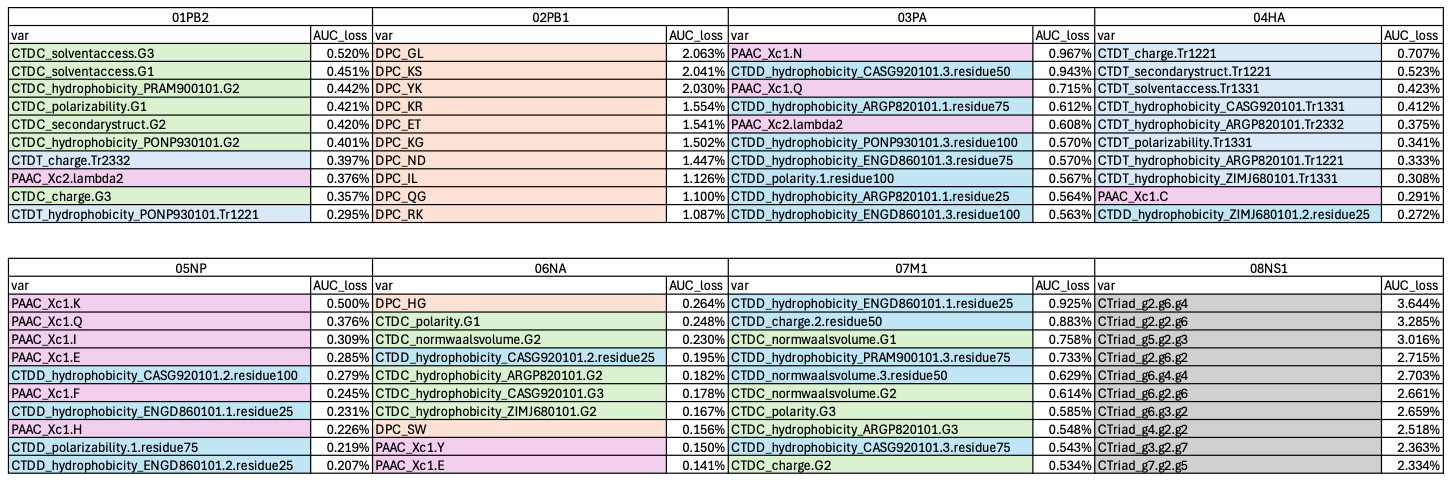 01PB2 02PB1 03PA 04HA
var AUC_loss var AUC_loss var AUC_loss var AUC_loss
CTDC_solventaccess.G3 0.520% DPC_GL 2.063% PAAC_Xc1.N 0.967% CTDT_charge.Tr1221 0.707%
CTDC_solventaccess.G1 0.451% DPC_KS 2.041% CTDD_hydrophobicity_CASG920101.3.residue50 0.943% CTDT_secondarystruct.Tr1221 0.523%
CTDC_hydrophobicity_PRAM900101.G2 0.442% DPC_YK 2.030% PAAC_Xc1.Q 0.715% CTDT_solventaccess.Tr1331 0.423%
CTDC_polarizability.G1 0.421% DPC_KR 1.554% CTDD_hydrophobicity_ARGP820101.1.residue75 0.612% CTDT_hydrophobicity_CASG920101.Tr1331 0.412%
CTDC_secondarystruct.G2 0.420% DPC_ET 1.541% PAAC_Xc2.lambda2 0.608% CTDT_hydrophobicity_ARGP820101.Tr2332 0.375%
CTDC_hydrophobicity_PONP930101.G2 0.401% DPC_KG 1.502% CTDD_hydrophobicity_PONP930101.3.residue100 0.570% CTDT_polarizability.Tr1331 0.341%
CTDT_charge.Tr2332 0.397% DPC_ND 1.447% CTDD_hydrophobicity_ENGD860101.3.residue75 0.570% CTDT_hydrophobicity_ARGP820101.Tr1221 0.333%
PAAC_Xc2.lambda2 0.376% DPC_IL 1.126% CTDD_polarity.1.residue100 0.567% CTDT_hydrophobicity_ZIMJ680101.Tr1331 0.308%
CTDC_charge.G3 0.357% DPC_QG 1.100% CTDD_hydrophobicity_ARGP820101.1.residue25 0.564% PAAC_Xc1.C 0.291%
CTDT_hydrophobicity_PONP930101.Tr1221 0.295% DPC_RK 1.087% CTDD_hydrophobicity_ENGD860101.3.residue100 0.563% CTDD_hydrophobicity_ZIMJ680101.2.residue25 0.272%
05NP 06NA 07M1 08NS1
var AUC_loss var AUC_loss var AUC_loss var AUC_loss
PAAC_Xc1.K 0.500% DPC_HG 0.264% CTDD_hydrophobicity_ENGD860101.1.residue25 0.925% CTriad_g2.g6.g4 3.644%
PAAC_Xc1.Q 0.376% CTDC_polarity.G1 0.248% CTDD_charge.2.residue50 0.883% CTriad_g2.g2.g6 3.285%
PAAC_Xc1.I 0.309% CTDC_normwaalsvolume.G2 0.230% CTDC_normwaalsvolume.G1 0.758% CTriad_g5.g2.g3 3.016%
PAAC_Xc1.E 0.285% CTDD_hydrophobicity_CASG920101.2.residue25 0.195% CTDD_hydrophobicity_PRAM900101.3.residue75 0.733% CTriad_g2.g6.g2 2.715%
CTDD_hydrophobicity_CASG920101.2.residue100 0.279% CTDC_hydrophobicity_ARGP820101.G2 0.182% CTDD_normwaalsvolume.3.residue50 0.629% CTriad_g6.g4.g4 2.703%
PAAC_Xc1.F 0.245% CTDC_hydrophobicity_CASG920101.G3 0.178% CTDC_normwaalsvolume.G2 0.614% CTriad_g6.g2.g6 2.661%
CTDD_hydrophobicity_ENGD860101.1.residue25 0.231% CTDC_hydrophobicity_ZIMJ680101.G2 0.167% CTDC_polarity.G3 0.585% CTriad_g6.g3.g2 2.659%
PAAC_Xc1.H 0.226% DPC_SW 0.156% CTDC_hydrophobicity_ARGP820101.G3 0.548% CTriad_g4.g2.g2 2.518%
CTDD_polarizability.1.residue75 0.219% PAAC_Xc1.Y 0.150% CTDD_hydrophobicity_CASG920101.3.residue75 0.543% CTriad_g3.g2.g7 2.363%
CTDD_hydrophobicity_ENGD860101.2.residue25 0.207% PAAC_Xc1.E 0.141% CTDC_charge.G2 0.534% CTriad_g7.g2.g5 2.334%